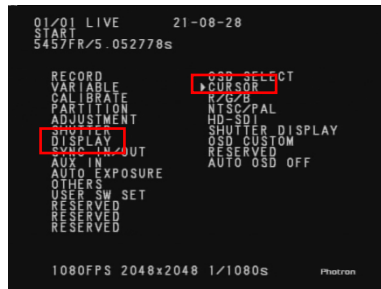 01/01 LIVE 21-08-28
START
5457FR/5.052778s
RECORD
VARIABLE
CALIBRATE
PARTITION
ADJUSTMENT
SHUTTER
DISPLAY
SYNC IN/OUT
AUX IN
AUTO EXPOSURE
OTHERS
USER SW SET
RESERVED
RESERVED
RESERVED
OSD SELECT
▶CURSOR
R/G/B
NTSC/PAL
HD-SDI
SHUTTER DISPLAY
OSD CUSTOM
RESERVED
AUTO OSD OFF
1080FPS 2048x2048 1/1080s
Photron